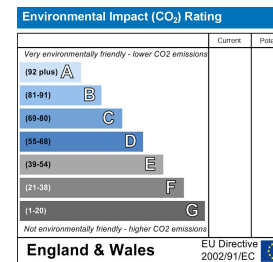 Environmental Impact (CO₂) Rating
Current
Very environmentally friendly - lower CO2 emissions
(92 plus) A
(81-91) B
(69-80) C
(55-68) D
(39-54) E
(21-38) F
(1-20) G
Not environmentally friendly - higher CO2 emissions
England & Wales
EU Directive
2002/91/EC